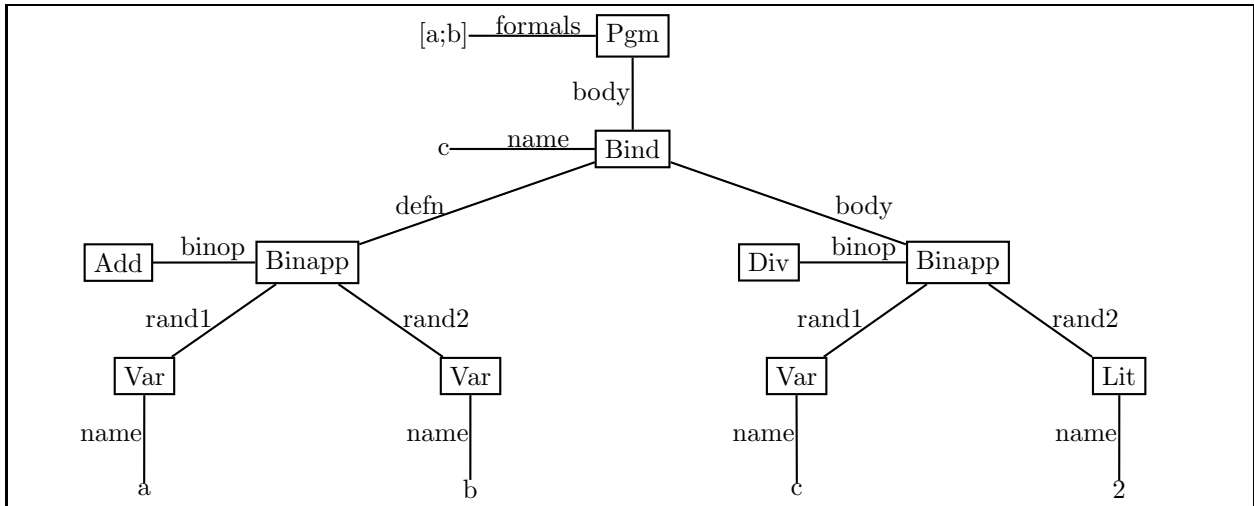 [a;b] formals Pgm
body
c name Bind
defn body
Add binop Binapp Div binop Binapp
rand1 rand2 rand1 rand2
Var Var Var Lit
name name name name
a b c 2